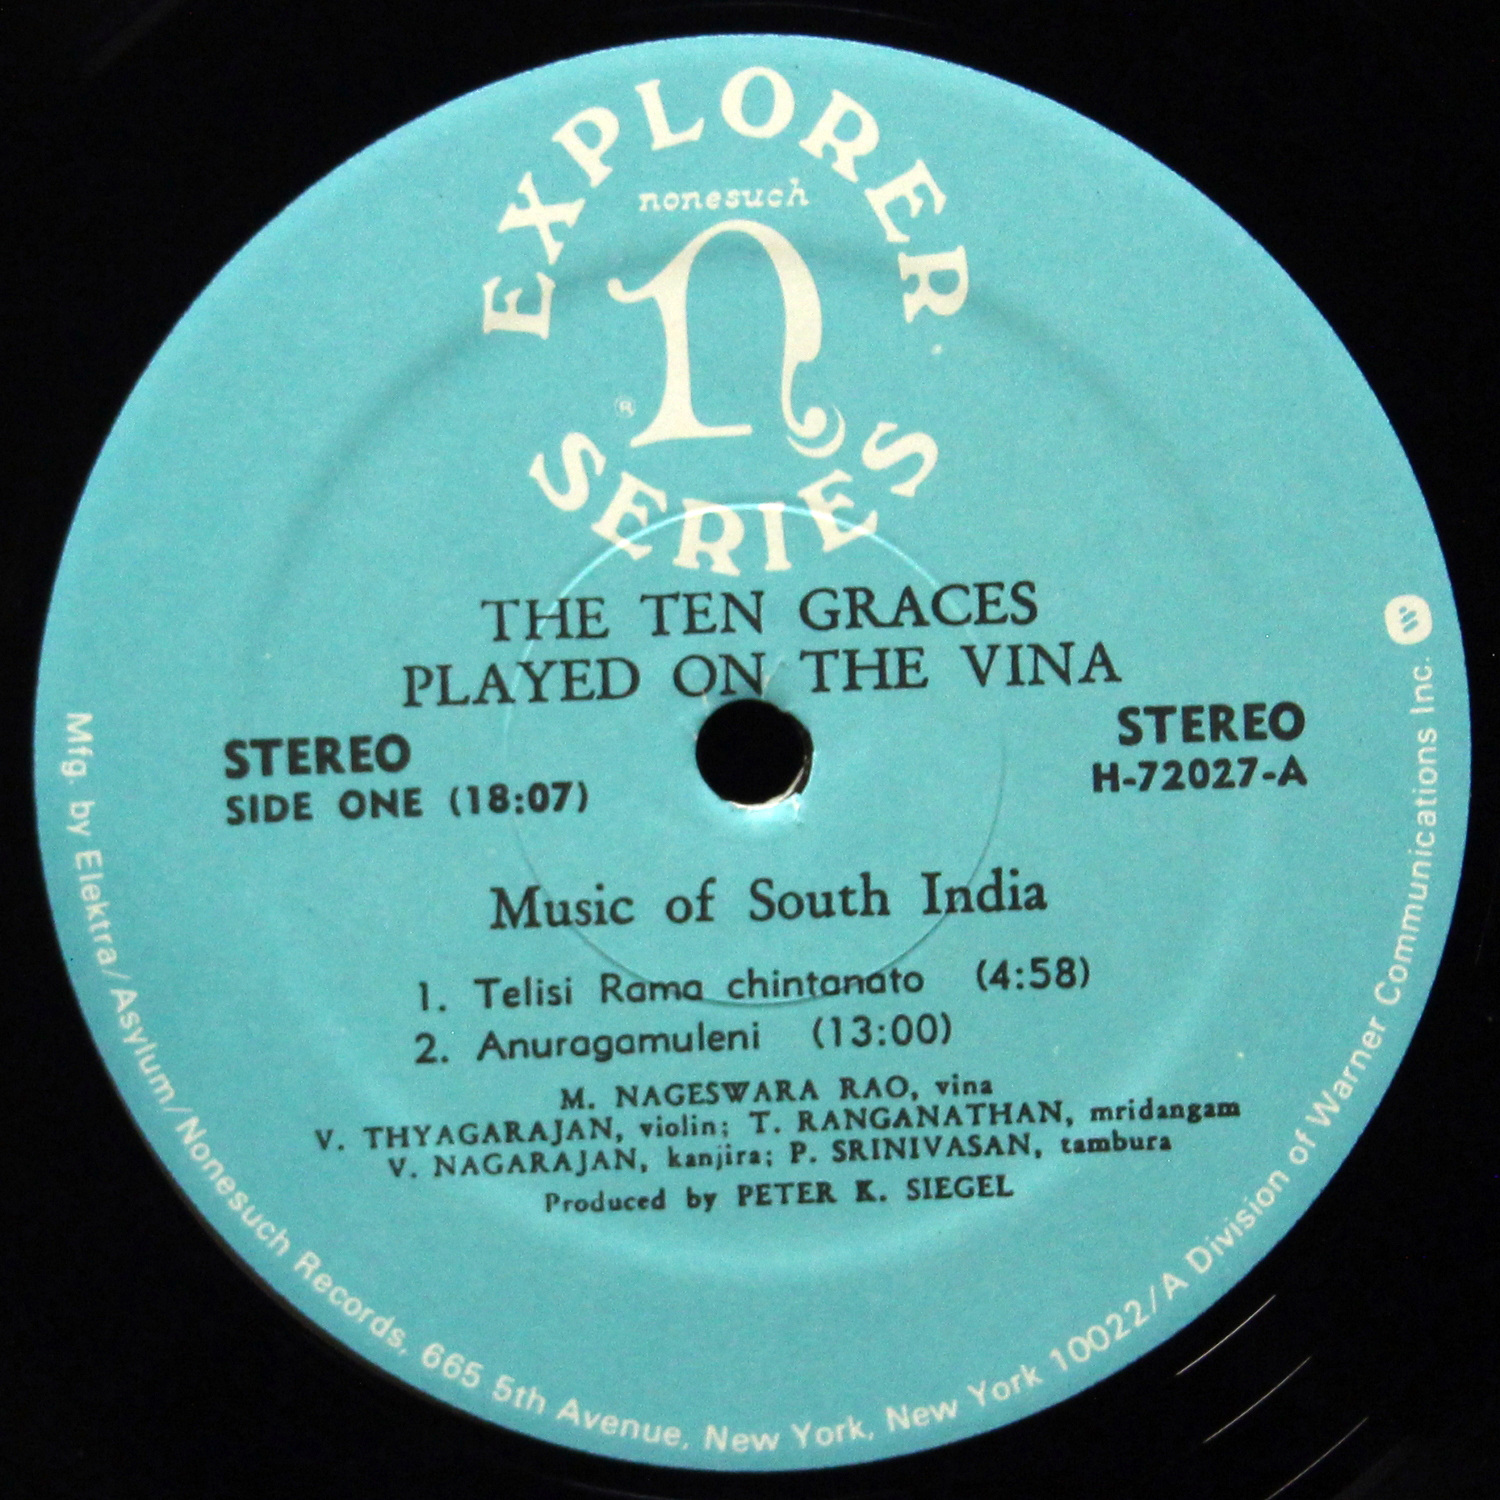 EXPLORER
nonesuch
n
®
SERIES
THE TEN GRACES
PLAYED ON THE VINA
STEREO
SIDE ONE (18:07)
STEREO
H-72027-A
Music of South India
1. Telisi Rama chintanato (4:58)
2. Anuragamuleni (13:00)
M. NAGESWARA RAO, vina
V. THYAGARAJAN, violin; T. RANGANATHAN, mridangam
V. NAGARAJAN, kanjira; P. SRINIVASAN, tambura
Produced by PETER K. SIEGEL
Mfg. by Elektra/Asylum/Nonesuch Records, 665 5th Avenue, New York, New York 10022/A Division of Warner Communications Inc.